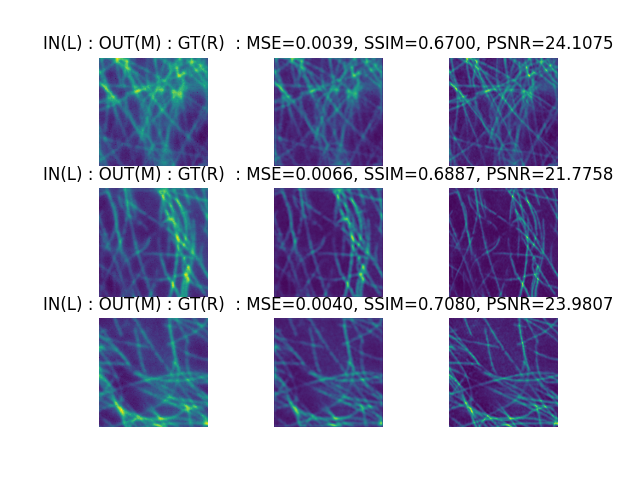 IN(L) : OUT(M) : GT(R)  : MSE=0.0039, SSIM=0.6700, PSNR=24.1075
IN(L) : OUT(M) : GT(R)  : MSE=0.0066, SSIM=0.6887, PSNR=21.7758
IN(L) : OUT(M) : GT(R)  : MSE=0.0040, SSIM=0.7080, PSNR=23.9807